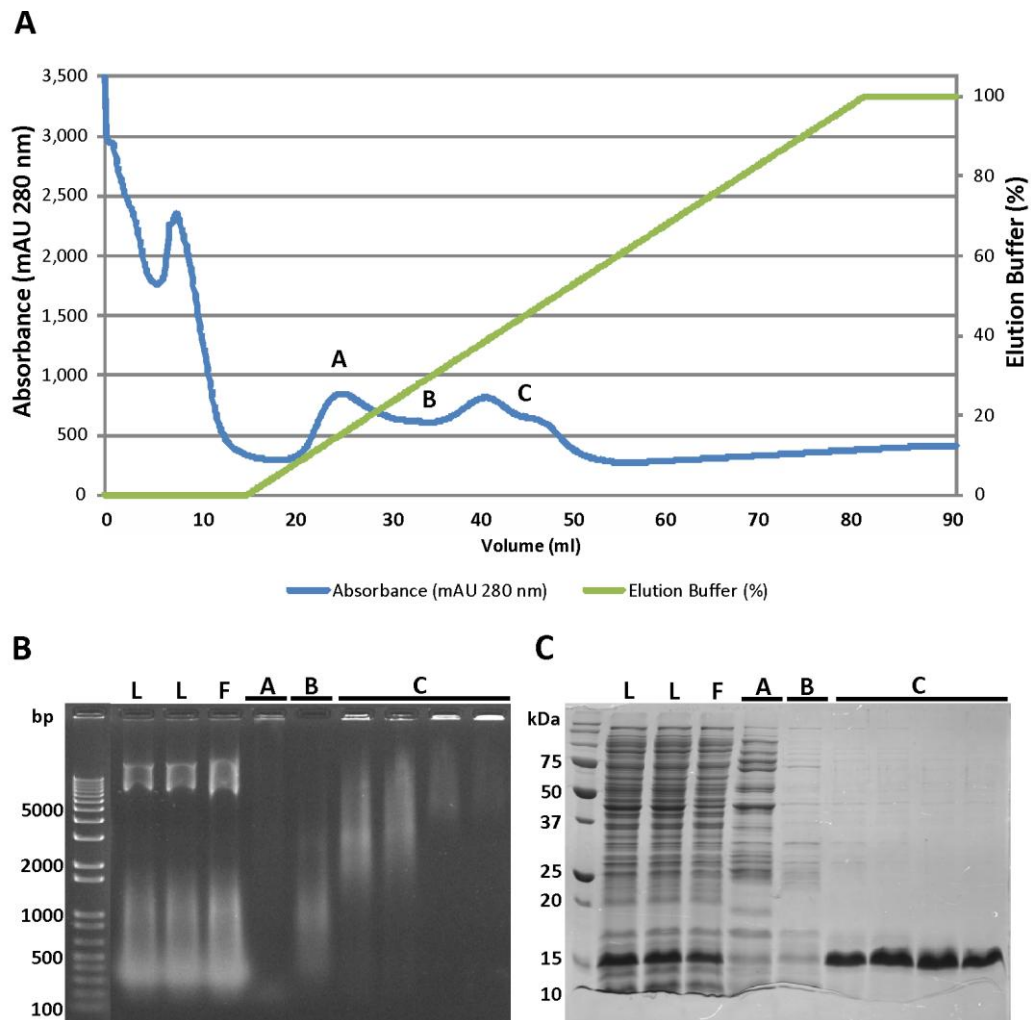 A
Absorbance (mAU 280 nm)
3,500
3,000
2,500
2,000
1,500
1,000
500
0
A
B
C
100
80
60
40
20
0
Elution Buffer (%)
0 10 20 30 40 50 60 70 80 90
Volume (ml)
Absorbance (mAU 280 nm) Elution Buffer (%)
B
L L F A B C
bp
5000
2000
1000
500
100
C
L L F A B C
kDa
75
50
37
25
20
15
10